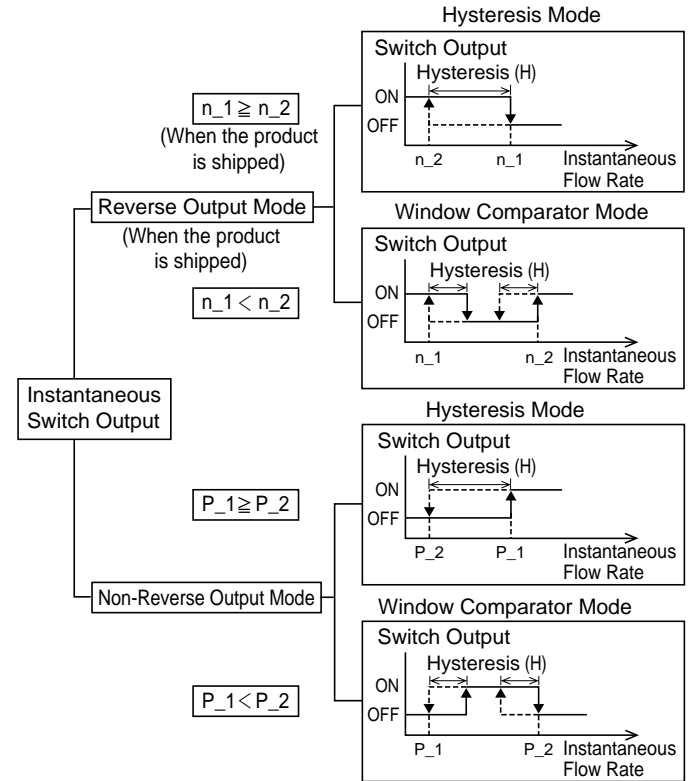 Hysteresis Mode
Switch Output
Hysteresis (H)
ON
OFF
n_2
n_1
Instantaneous
Flow Rate
n_1 ≧ n_2
(When the product
is shipped)
Reverse Output Mode
(When the product
is shipped)
n_1 < n_2
Window Comparator Mode
Switch Output
Hysteresis (H)
ON
OFF
n_1
n_2
Instantaneous
Flow Rate
Instantaneous
Switch Output
Hysteresis Mode
Switch Output
Hysteresis (H)
ON
OFF
P_2
P_1
Instantaneous
Flow Rate
P_1≧P_2
Non-Reverse Output Mode
P_1<P_2
Window Comparator Mode
Switch Output
Hysteresis (H)
ON
OFF
P_1
P_2
Instantaneous
Flow Rate